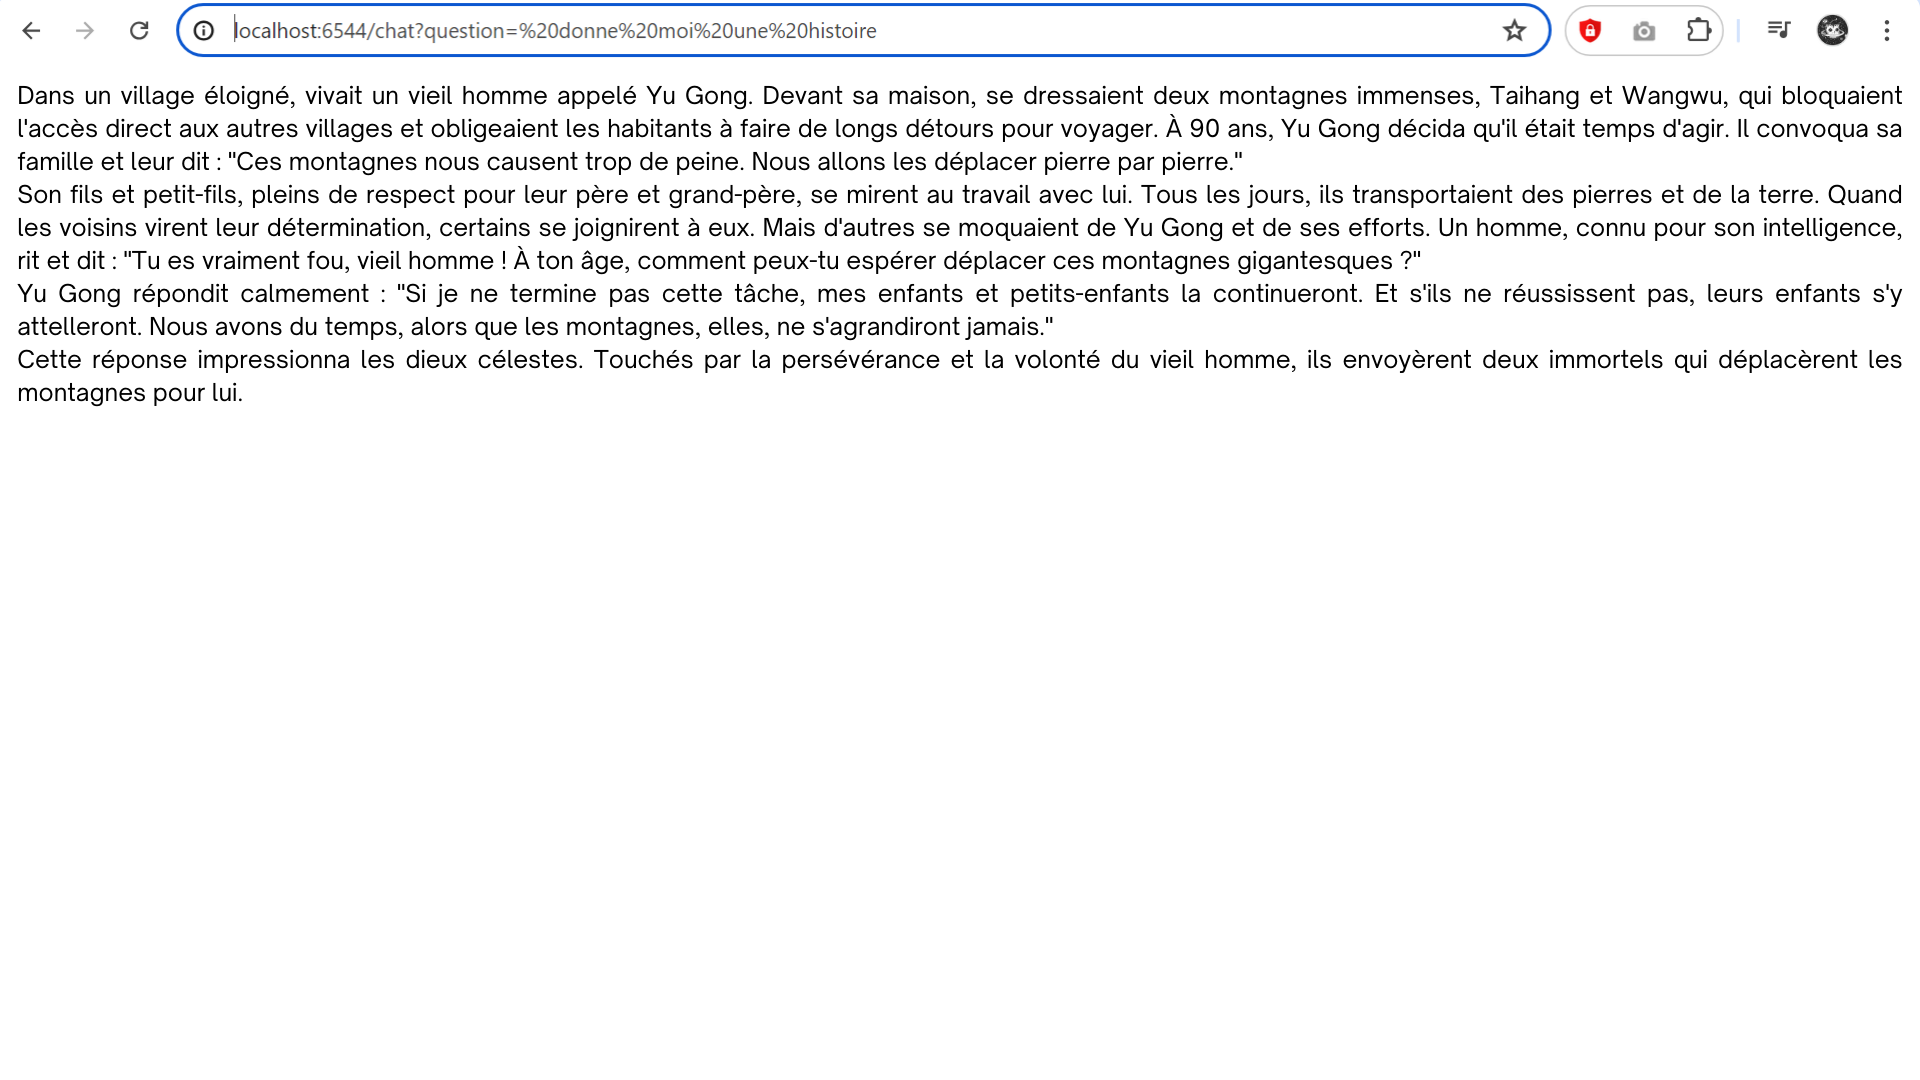 localhost:6544/chat?question=%20donne%20moi%20une%20histoire
Dans un village éloigné, vivait un vieil homme appelé Yu Gong. Devant sa maison, se dressaient deux montagnes immenses, Taihang et Wangwu, qui bloquaient
l'accès direct aux autres villages et obligeaient les habitants à faire de longs détours pour voyager. À 90 ans, Yu Gong décida qu'il était temps d'agir. Il convoqua sa
famille et leur dit : "Ces montagnes nous causent trop de peine. Nous allons les déplacer pierre par pierre."
Son fils et petit-fils, pleins de respect pour leur père et grand-père, se mirent au travail avec lui. Tous les jours, ils transportaient des pierres et de la terre. Quand
les voisins virent leur détermination, certains se joignirent à eux. Mais d'autres se moquaient de Yu Gong et de ses efforts. Un homme, connu pour son intelligence,
rit et dit : "Tu es vraiment fou, vieil homme ! À ton âge, comment peux-tu espérer déplacer ces montagnes gigantesques ?"
Yu Gong répondit calmement : "Si je ne termine pas cette tâche, mes enfants et petits-enfants la continueront. Et s'ils ne réussissent pas, leurs enfants s'y
attelleront. Nous avons du temps, alors que les montagnes, elles, ne s'agrandiront jamais."
Cette réponse impressionna les dieux célestes. Touchés par la persévérance et la volonté du vieil homme, ils envoyèrent deux immortels qui déplacèrent les
montagnes pour lui.